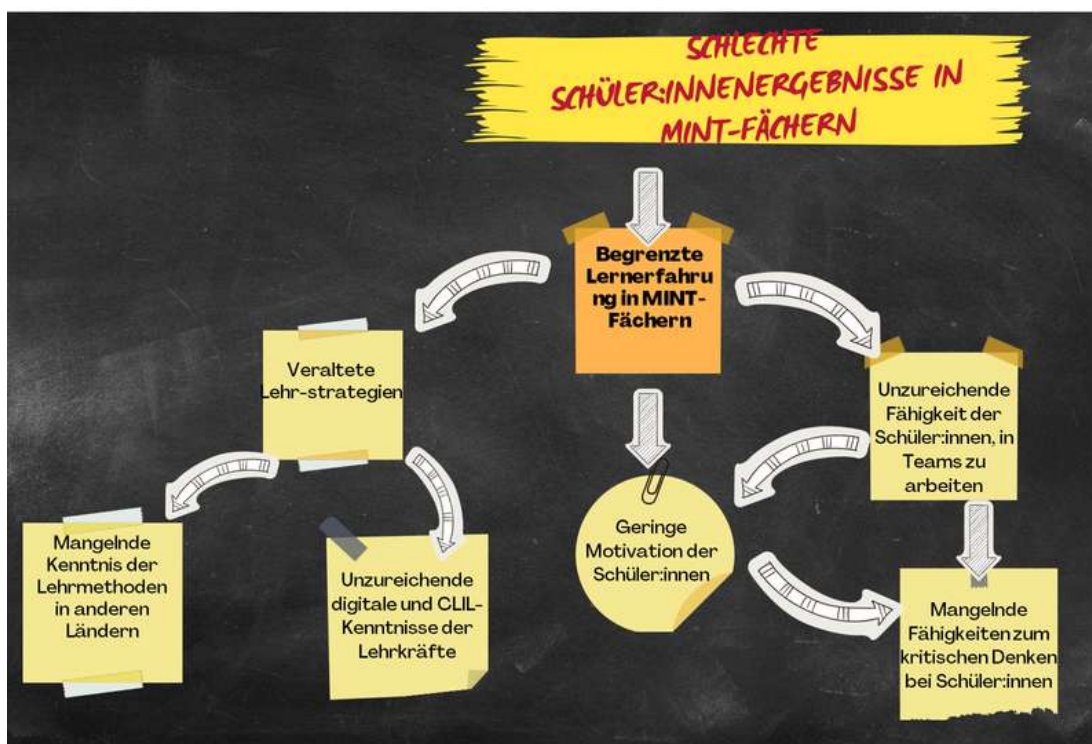 SCHLECHTE
SCHÜLER:INNENERGEBNISSE IN
MINT-FÄCHERN
Begrenzte
Lernerfahru
ng in MINT-
Fächern
Veraltete
Lehr-strategien
Unzureichende
Fähigkeit der
Schüler:innen, in
Teams zu
arbeiten
Mangelnde
Kenntnis der
Lehrmethoden
in anderen
Ländern
Unzureichende
digitale und CLIL-
Kenntnisse der
Lehrkräfte
Geringe
Motivation der
Schüler:innen
Mangelnde
Fähigkeiten zum
kritischen Denken
bei Schüler:innen